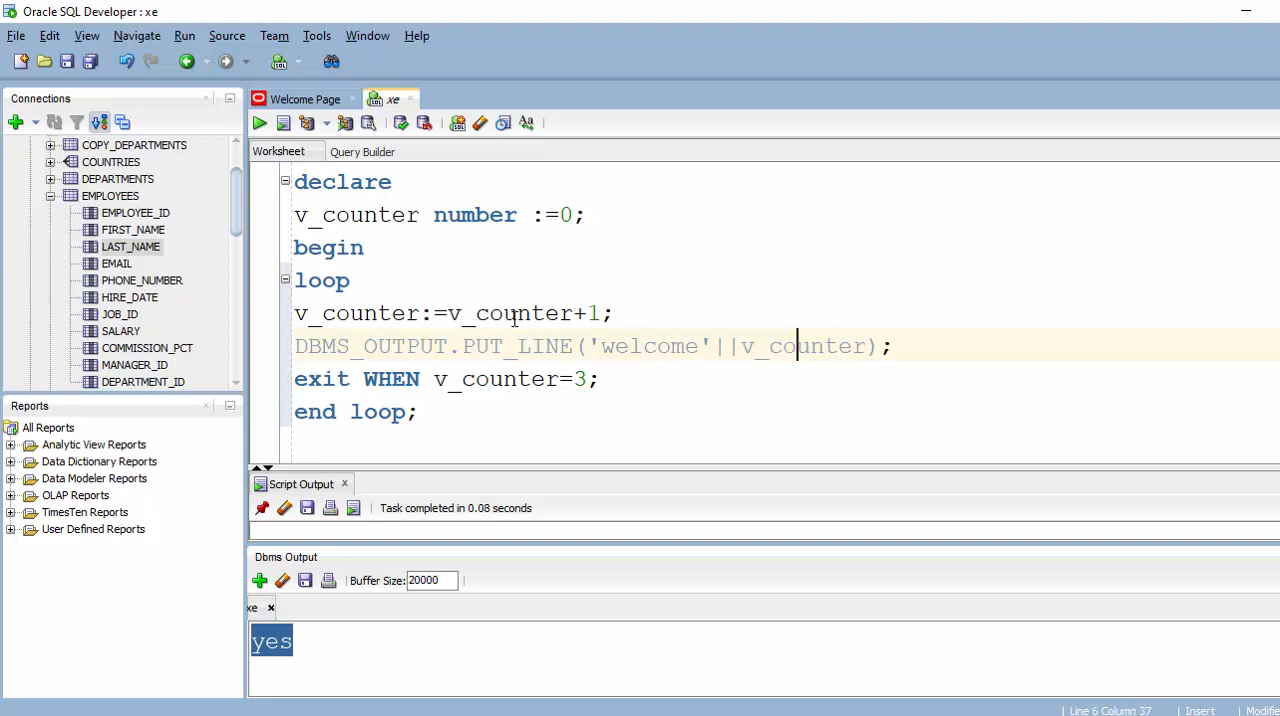 Oracle SQL Developer : xe
File Edit View Navigate Run Source Team Tools Window Help
Connections
COPY_DEPARTMENTS
COUNTRIES
DEPARTMENTS
EMPLOYEES
EMPLOYEE_ID
FIRST_NAME
LAST_NAME
EMAIL
PHONE_NUMBER
HIRE_DATE
JOB_ID
SALARY
COMMISSION_PCT
MANAGER_ID
DEPARTMENT_ID
Reports
All Reports
Analytic View Reports
Data Dictionary Reports
Data Modeler Reports
OLAP Reports
TimesTen Reports
User Defined Reports
Welcome Page xe
Worksheet Query Builder
declare
v_counter number :=0;
begin
loop
v_counter:=v_counter+1;
DBMS_OUTPUT.PUT_LINE('welcome'||v_counter);
exit WHEN v_counter=3;
end loop;
Script Output
Task completed in 0.08 seconds
Dbms Output
Buffer Size: 20000
xe
yes
Line 6 Column 37 Insert Modifie